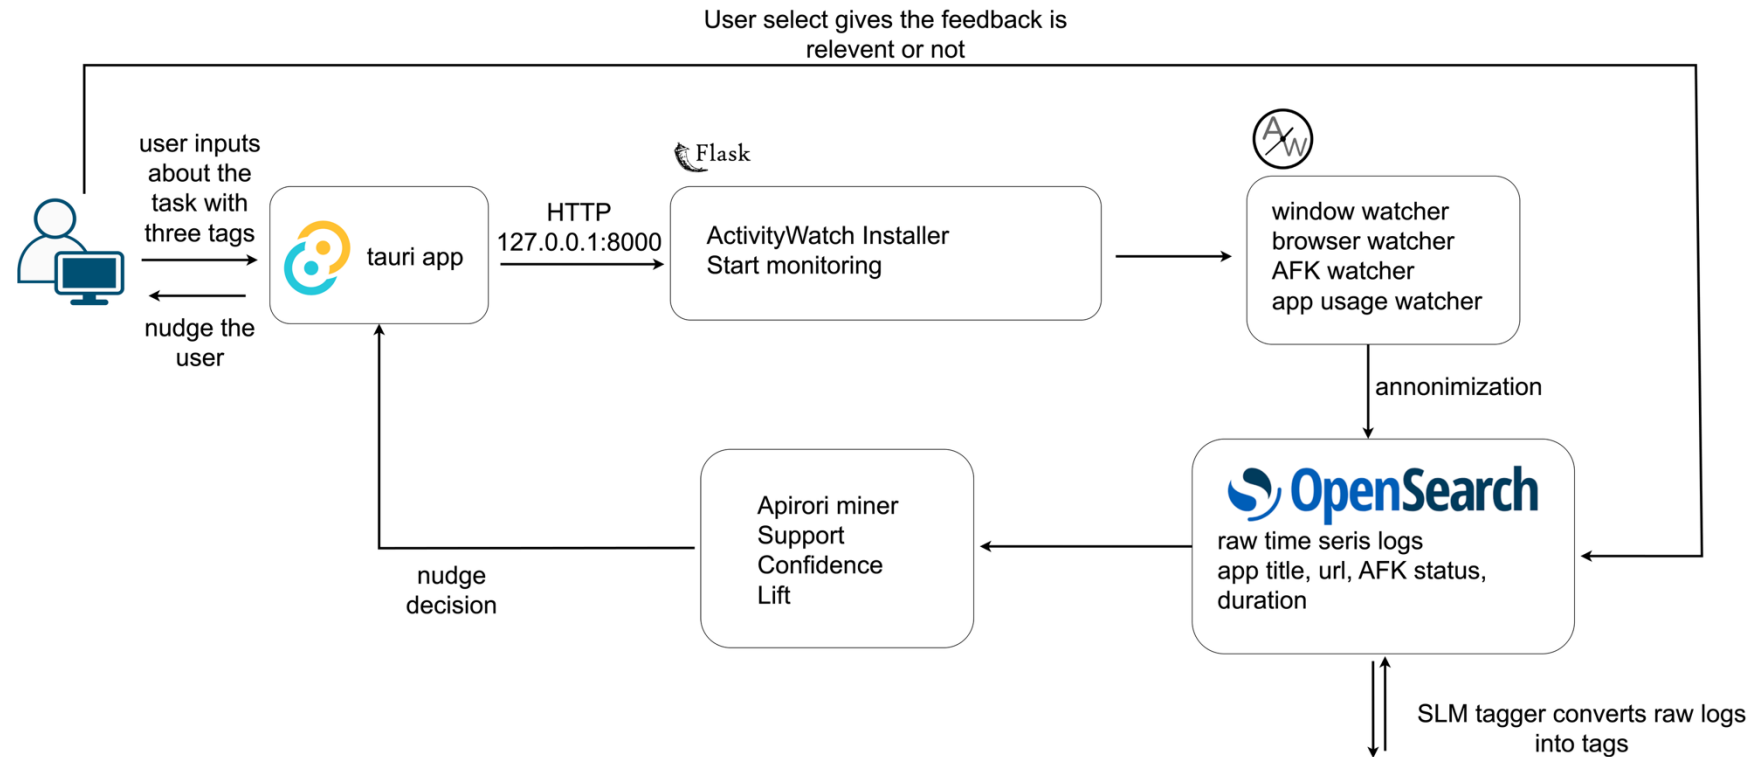 User select gives the feedback is
relevent or not
user inputs
about the
task with
three tags
nudge the
user
tauri app
HTTP
127.0.0.1:8000
Flask
ActivityWatch Installer
Start monitoring
AW
window watcher
browser watcher
AFK watcher
app usage watcher
annonimization
OpenSearch
raw time seris logs
app title, url, AFK status,
duration
Apirori miner
Support
Confidence
Lift
nudge
decision
SLM tagger converts raw logs
into tags